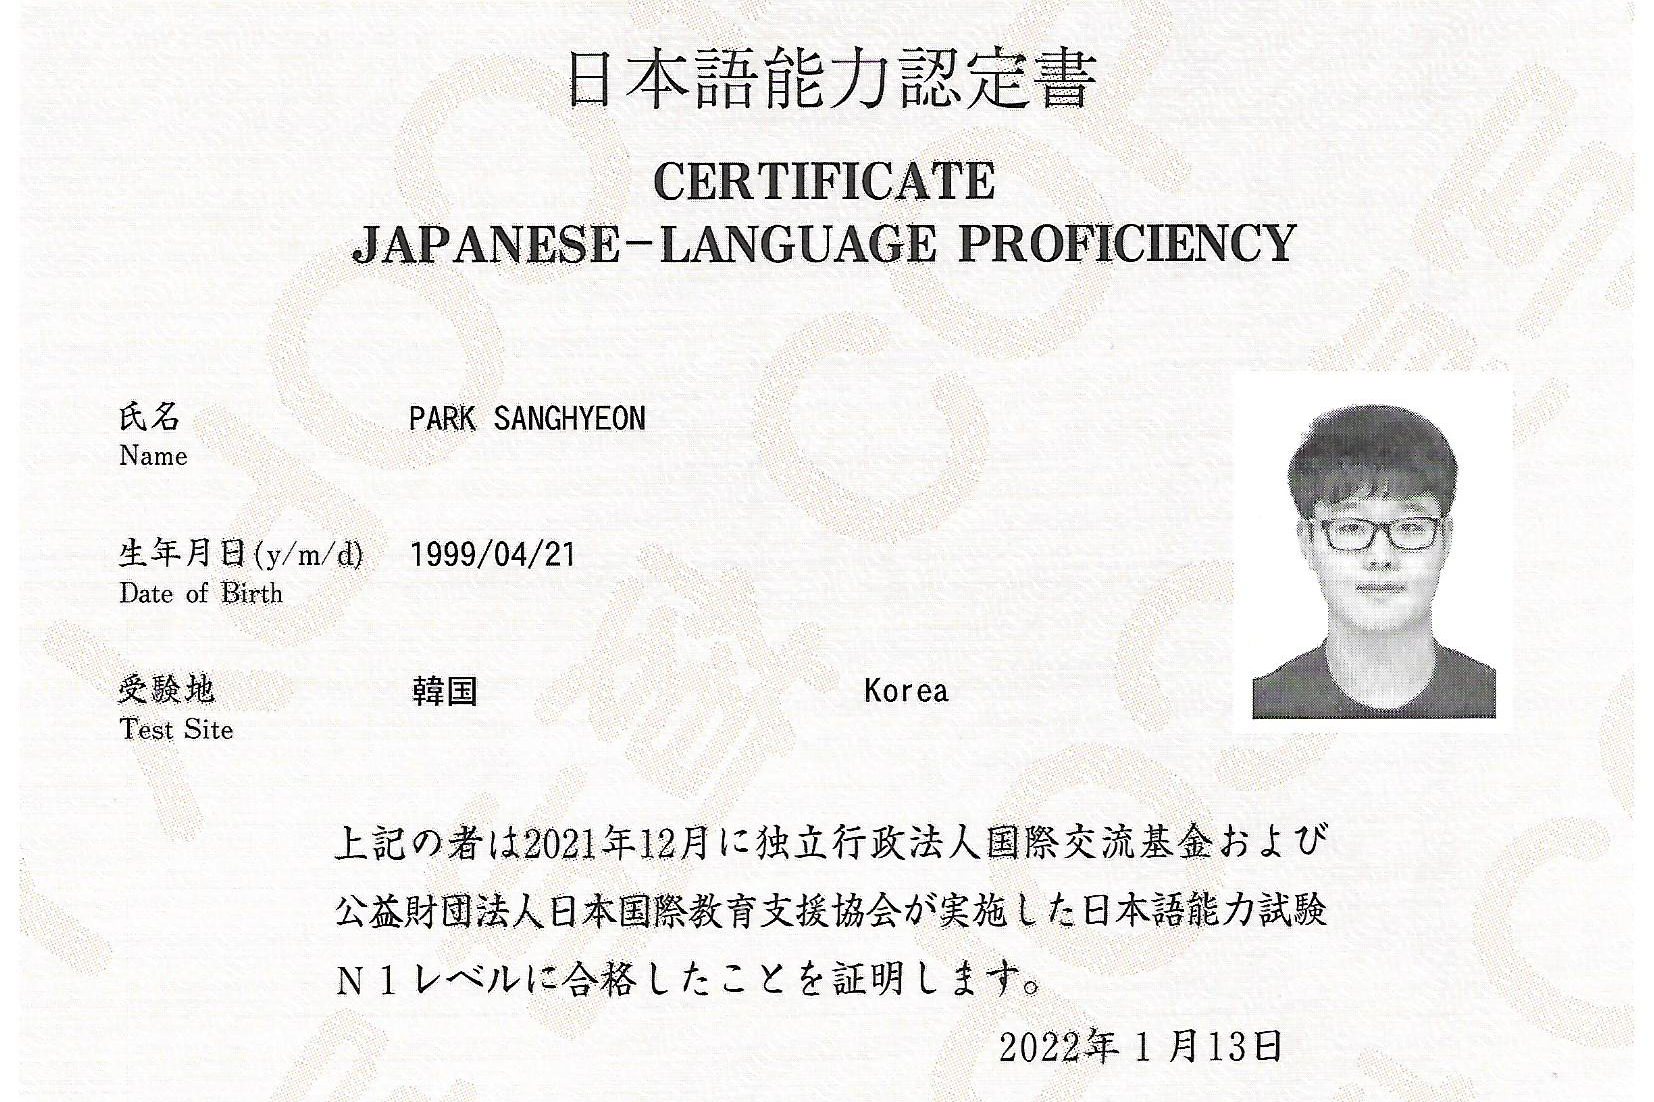 日本語能力認定書
CERTIFICATE
JAPANESE-LANGUAGE PROFICIENCY
氏名 PARK SANGHYEON
Name
生年月日(y/m/d) 1999/04/21
Date of Birth
受験地 韓国 Korea
Test Site
上記の者は2021年12月に独立行政法人国際交流基金および
公益財団法人日本国際教育支援協会が実施した日本語能力試験
N1レベルに合格したことを証明します。
2022年1月13日